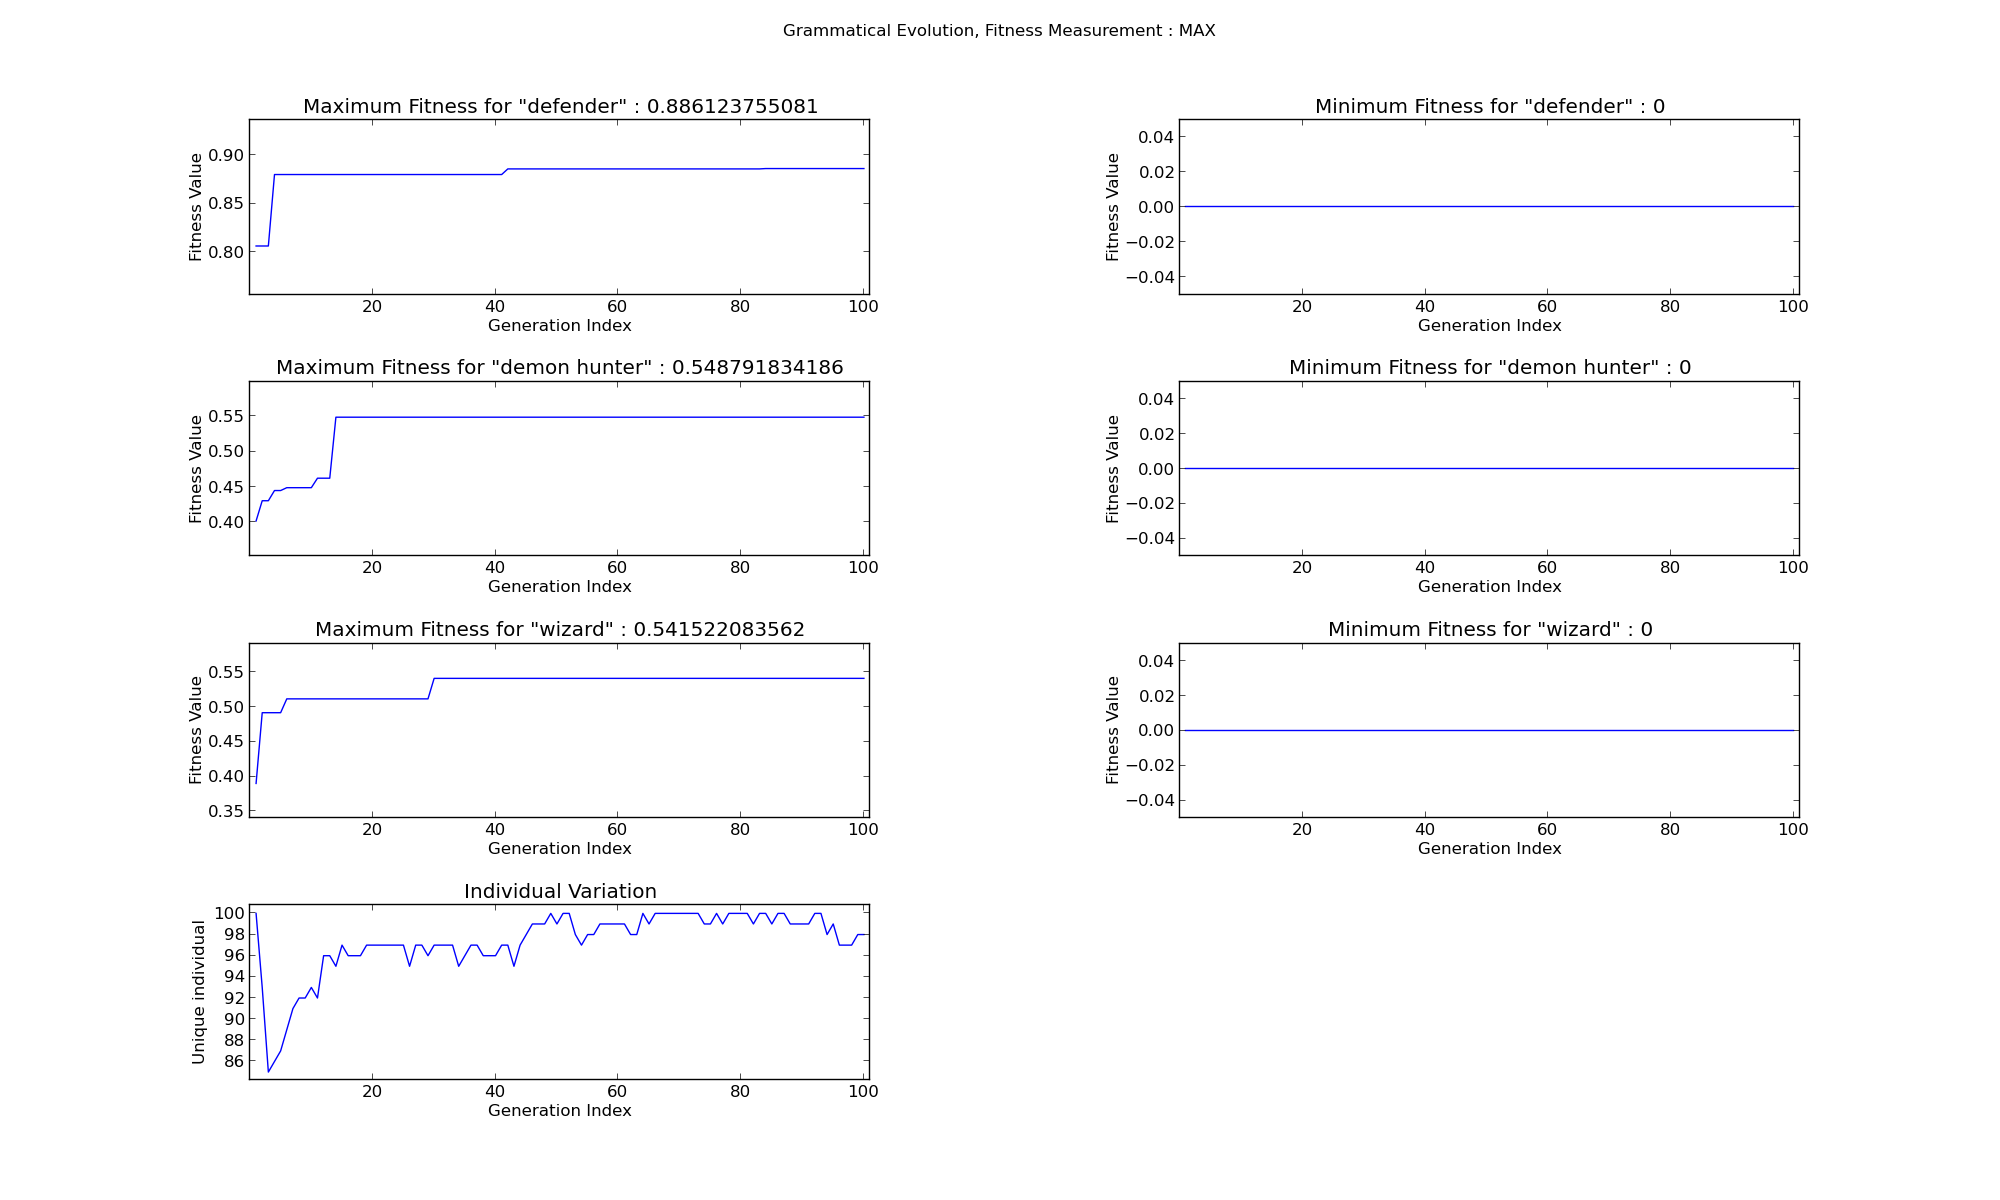 Grammatical Evolution, Fitness Measurement : MAX
Maximum Fitness for "defender" : 0.886123755081
Fitness Value
0.90
0.85
0.80
20 40 60 80 100
Generation Index
Minimum Fitness for "defender" : 0
Fitness Value
0.04
0.02
0.00
−0.02
−0.04
20 40 60 80 100
Generation Index
Maximum Fitness for "demon hunter" : 0.548791834186
Fitness Value
0.55
0.50
0.45
0.40
20 40 60 80 100
Generation Index
Minimum Fitness for "demon hunter" : 0
Fitness Value
0.04
0.02
0.00
−0.02
−0.04
20 40 60 80 100
Generation Index
Maximum Fitness for "wizard" : 0.541522083562
Fitness Value
0.55
0.50
0.45
0.40
0.35
20 40 60 80 100
Generation Index
Minimum Fitness for "wizard" : 0
Fitness Value
0.04
0.02
0.00
−0.02
−0.04
20 40 60 80 100
Generation Index
Individual Variation
Unique individual
100
98
96
94
92
90
88
86
20 40 60 80 100
Generation Index